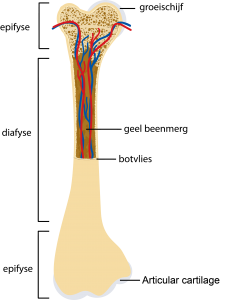 groeischijf
epifyse
diafyse
geel beenmerg
botvlies
epifyse
Articular cartilage